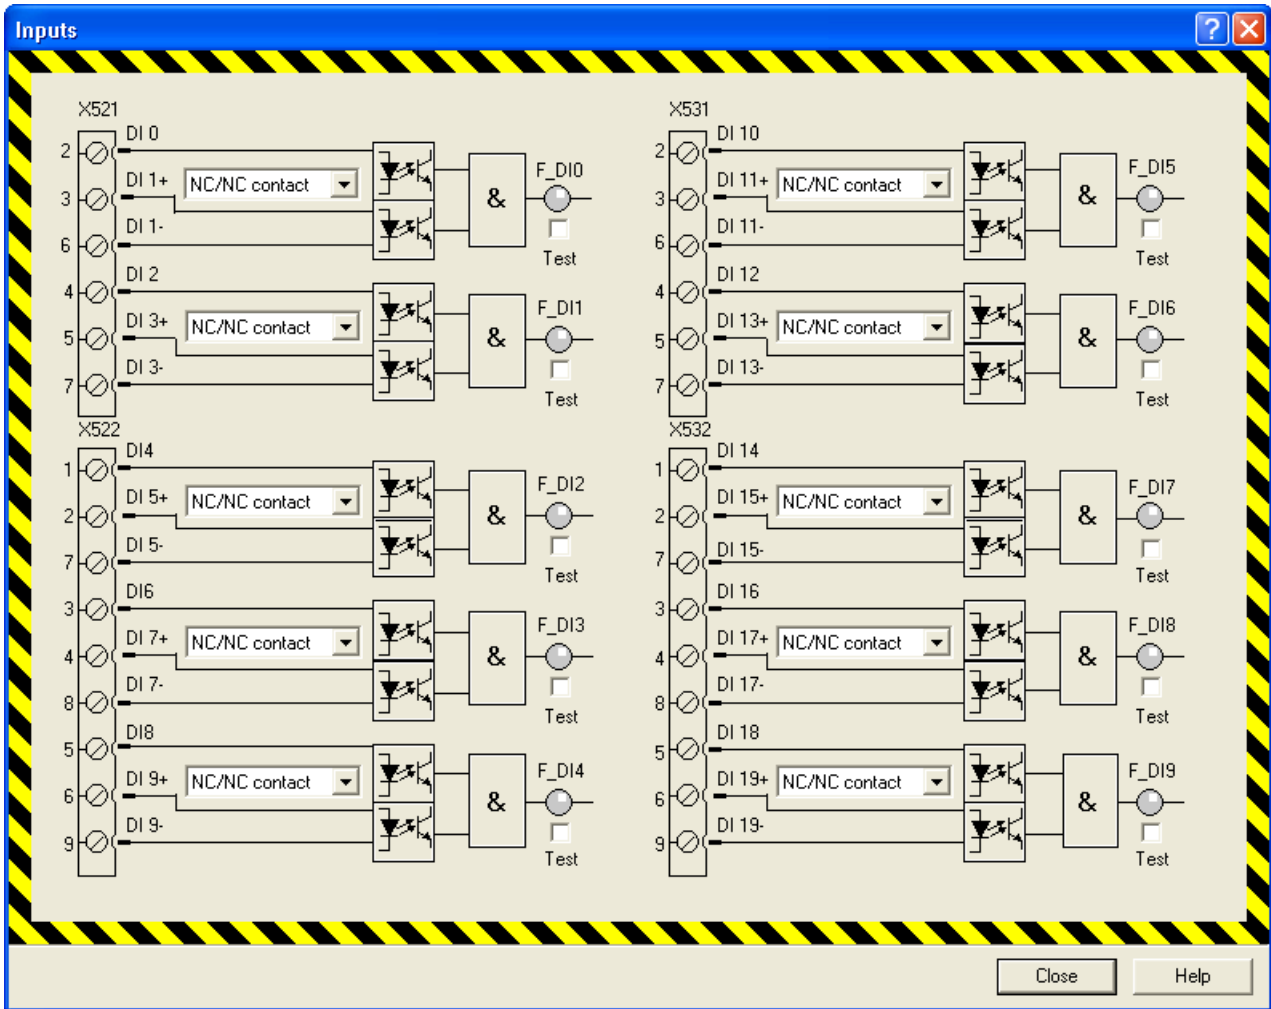 Inputs
X521
DI 0
2
DI 1+
NC/NC contact
F_DI0
3
&
DI 1-
6
Test
DI 2
4
DI 3+
NC/NC contact
F_DI1
5
&
DI 3-
7
Test
X522
DI4
1
DI 5+
NC/NC contact
F_DI2
2
&
DI 5-
7
Test
DI6
3
DI 7+
NC/NC contact
F_DI3
4
&
DI 7-
8
Test
DI8
5
DI 9+
NC/NC contact
F_DI4
6
&
DI 9-
9
Test
X531
DI 10
2
DI 11+
NC/NC contact
F_DI5
3
&
DI 11-
6
Test
DI 12
4
DI 13+
NC/NC contact
F_DI6
5
&
DI 13-
7
Test
X532
DI 14
1
DI 15+
NC/NC contact
F_DI7
2
&
DI 15-
7
Test
DI 16
3
DI 17+
NC/NC contact
F_DI8
4
&
DI 17-
8
Test
DI 18
5
DI 19+
NC/NC contact
F_DI9
6
&
DI 19-
9
Test
Close
Help